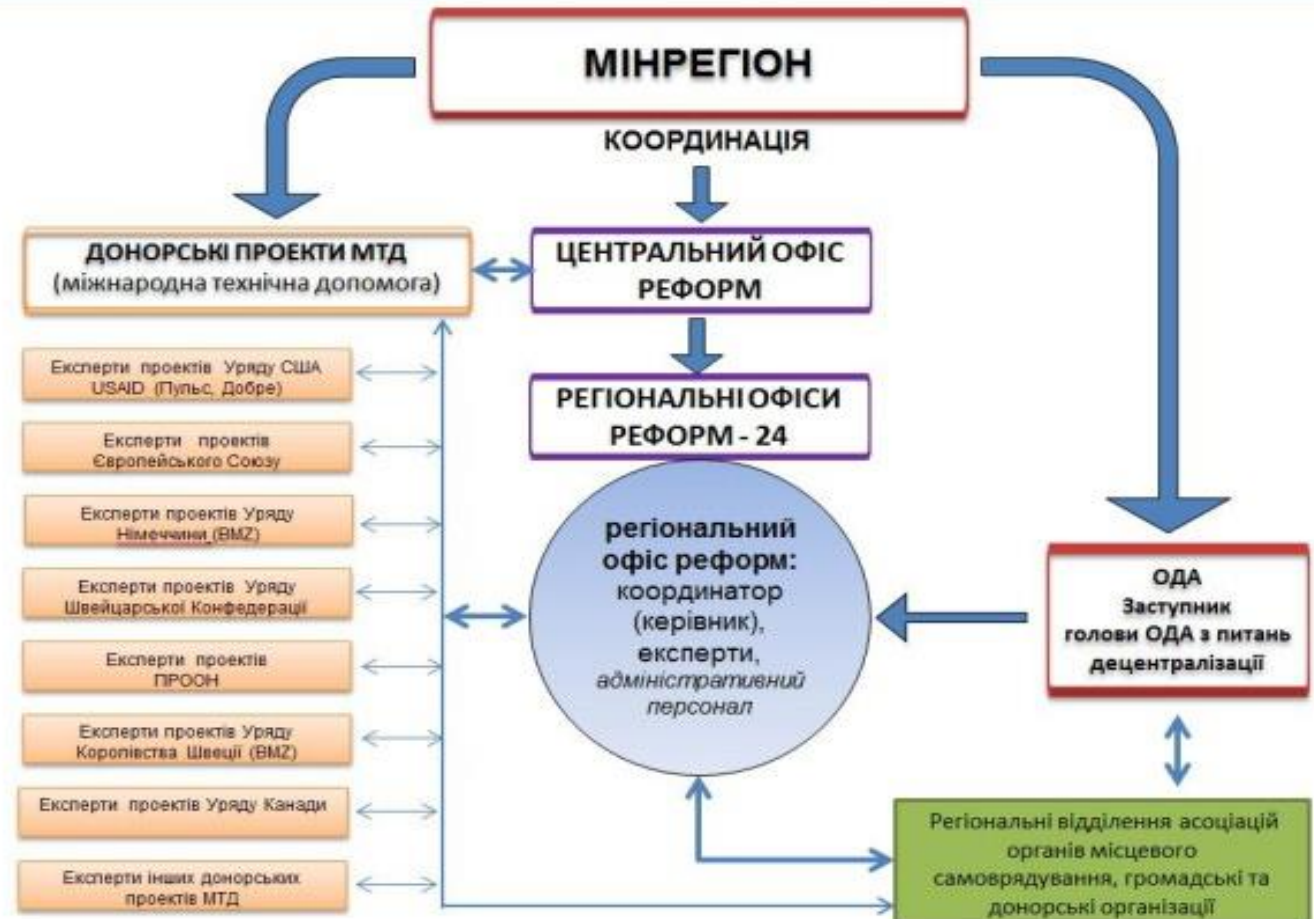 МІНРЕГІОН
КООРДИНАЦІЯ
ДОНОРСЬКІ ПРОЕКТИ МТД
(міжнародна технічна допомога)
ЦЕНТРАЛЬНИЙ ОФІС
РЕФОРМ
Експерти проектів Уряду США
USAID (Пульс, Добре)
Експерти проектів
Європейського Союзу
Експерти проектів Уряду
Німеччини (BMZ)
Експерти проектів Уряду
Швейцарської Конфедерації
Експерти проектів
ПРООН
Експерти проектів Уряду
Королівства Швеції (BMZ)
Експерти проектів Уряду Канади
Експерти інших донорських
проектів МТД
РЕГІОНАЛЬНІ ОФІСИ
РЕФОРМ - 24
регіональний
офіс реформ:
координатор
(керівник),
експерти,
адміністративний
персонал
ОДА
Заступник
голови ОДА з питань
децентралізації
Регіональні відділення асоціацій
органів місцевого
самоврядування, громадські та
донорські організації